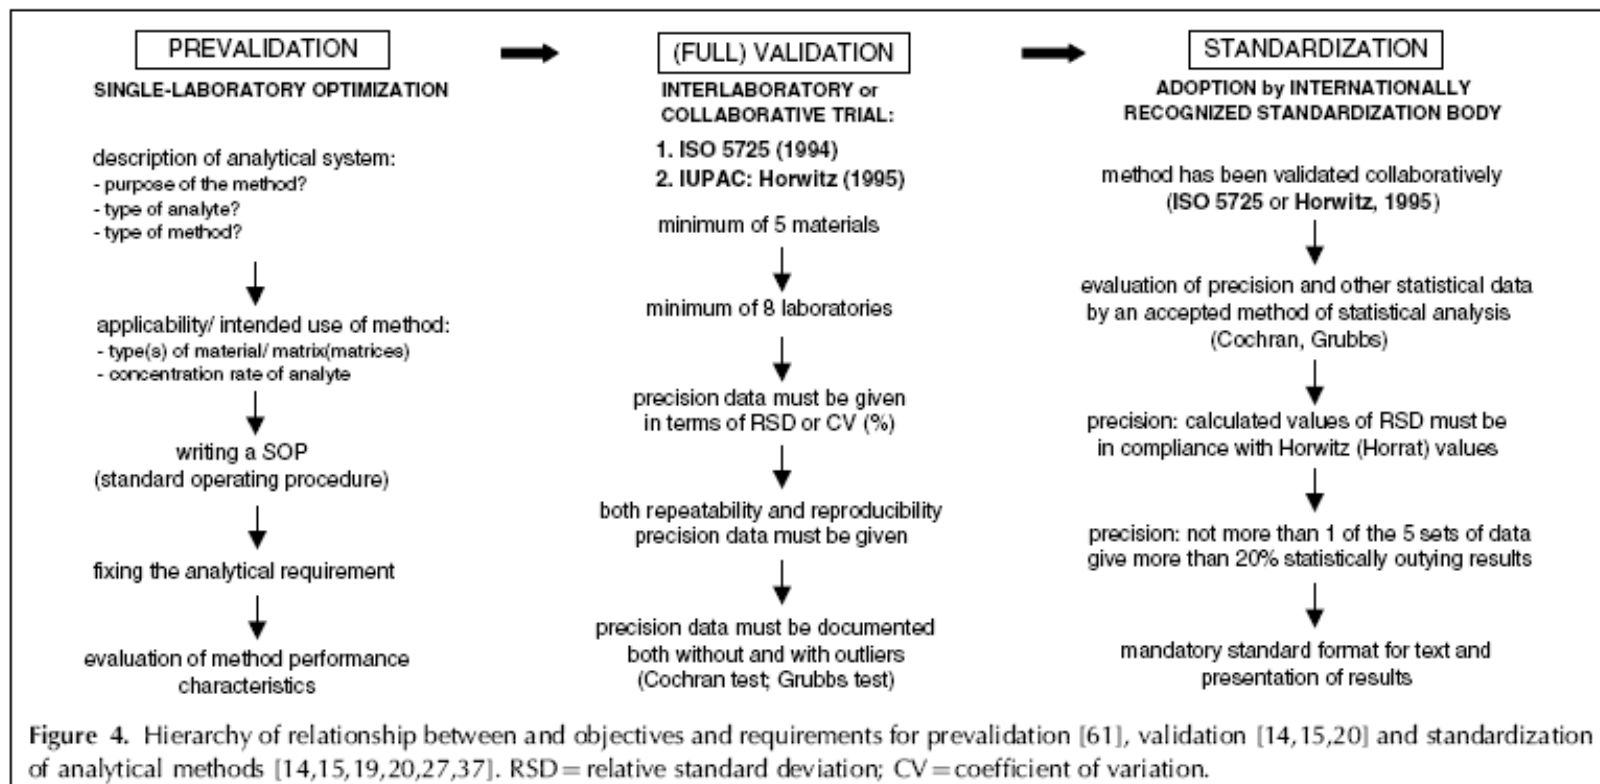 PREVALIDATION
SINGLE-LABORATORY OPTIMIZATION
description of analytical system:
- purpose of the method?
- type of analyte?
- type of method?
applicability/ intended use of method:
- type(s) of material/ matrix(matrices)
- concentration rate of analyte
writing a SOP
(standard operating procedure)
fixing the analytical requirement
evaluation of method performance
characteristics
(FULL) VALIDATION
INTERLABORATORY or
COLLABORATIVE TRIAL:
1. ISO 5725 (1994)
2. IUPAC: Horwitz (1995)
minimum of 5 materials
minimum of 8 laboratories
precision data must be given
in terms of RSD or CV (%)
both repeatability and reproducibility
precision data must be given
precision data must be documented
both without and with outliers
(Cochran test; Grubbs test)
STANDARDIZATION
ADOPTION by INTERNATIONALLY
RECOGNIZED STANDARDIZATION BODY
method has been validated collaboratively
(ISO 5725 or Horwitz, 1995)
evaluation of precision and other statistical data
by an accepted method of statistical analysis
(Cochran, Grubbs)
precision: calculated values of RSD must be
in compliance with Horwitz (Horrat) values
precision: not more than 1 of the 5 sets of data
give more than 20% statistically outying results
mandatory standard format for text and
presentation of results
Figure 4. Hierarchy of relationship between and objectives and requirements for prevalidation [61], validation [14,15,20] and standardization
of analytical methods [14,15,19,20,27,37]. RSD=relative standard deviation; CV=coefficient of variation.